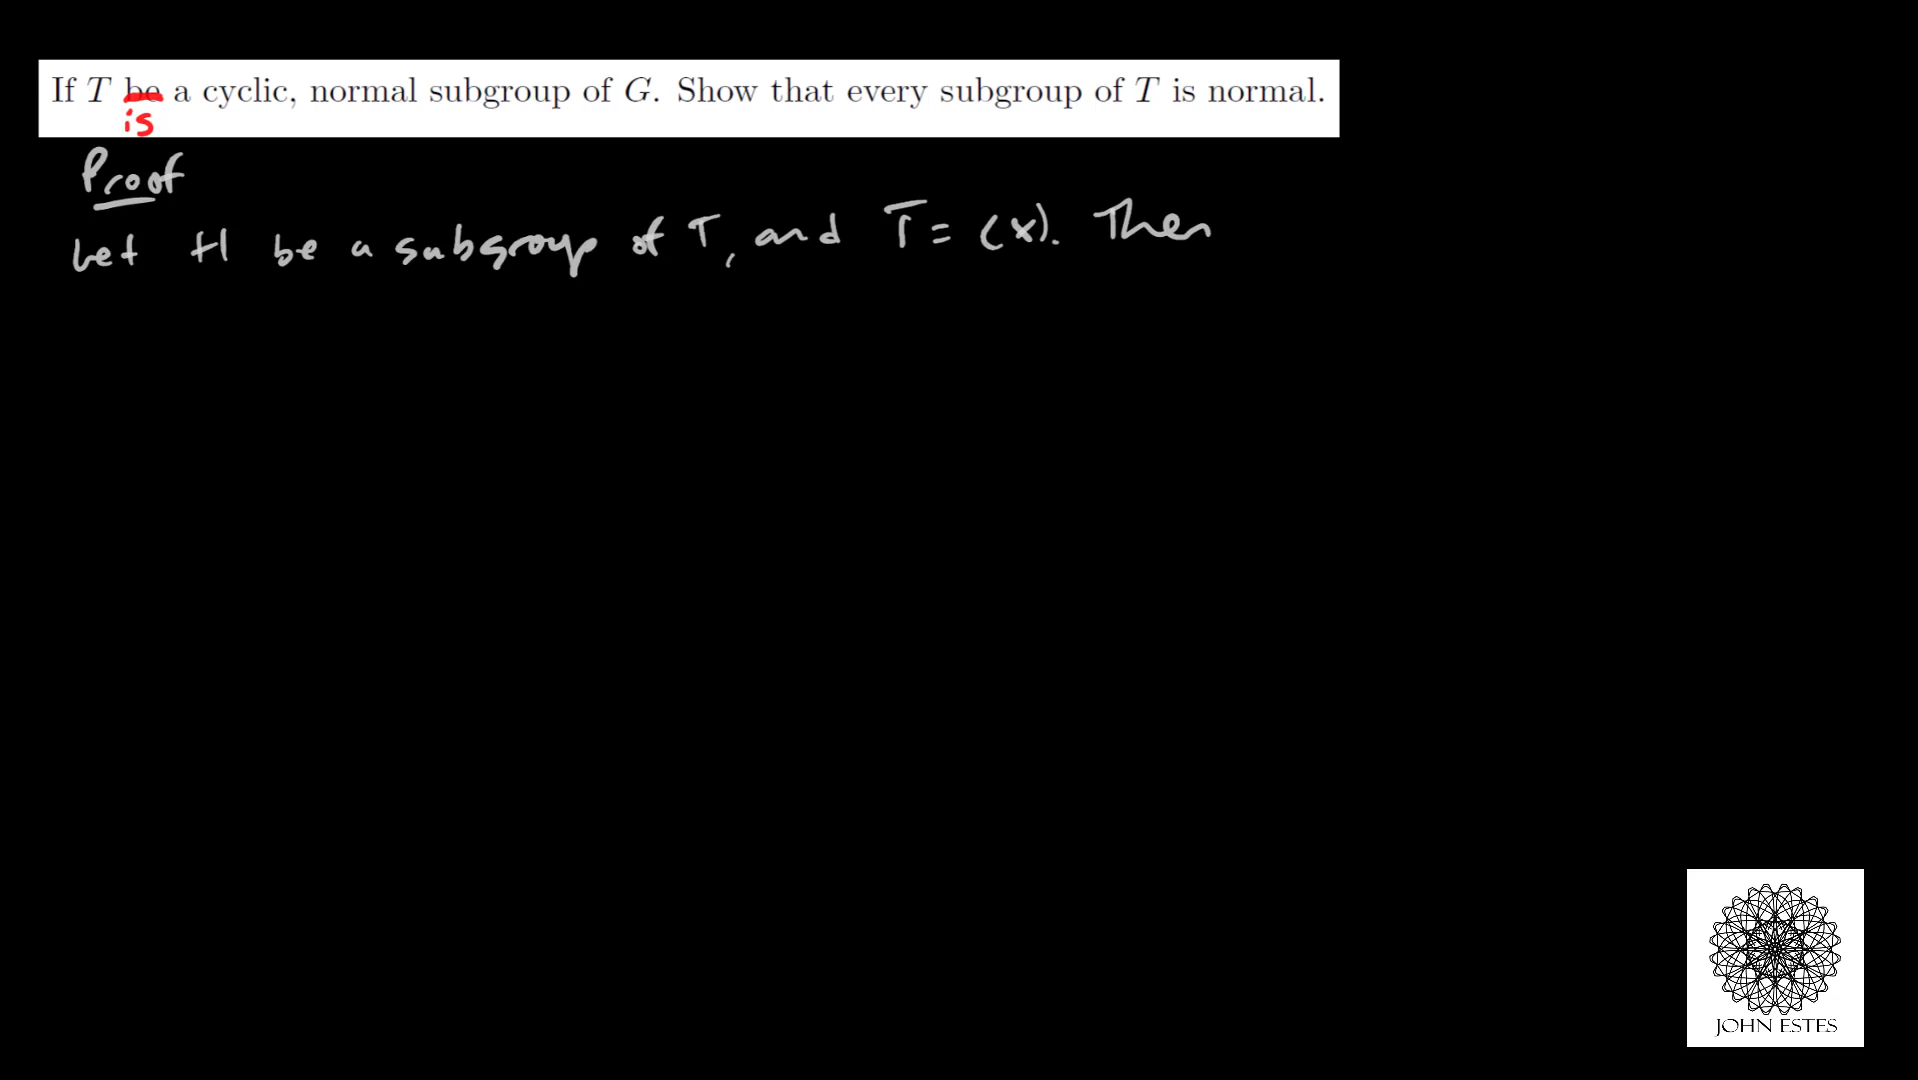 If T be a cyclic, normal subgroup of G. Show that every subgroup of T is normal.
is
Proof
Let H be a subgroup of T, and T = (x). Then
JOHN ESTES